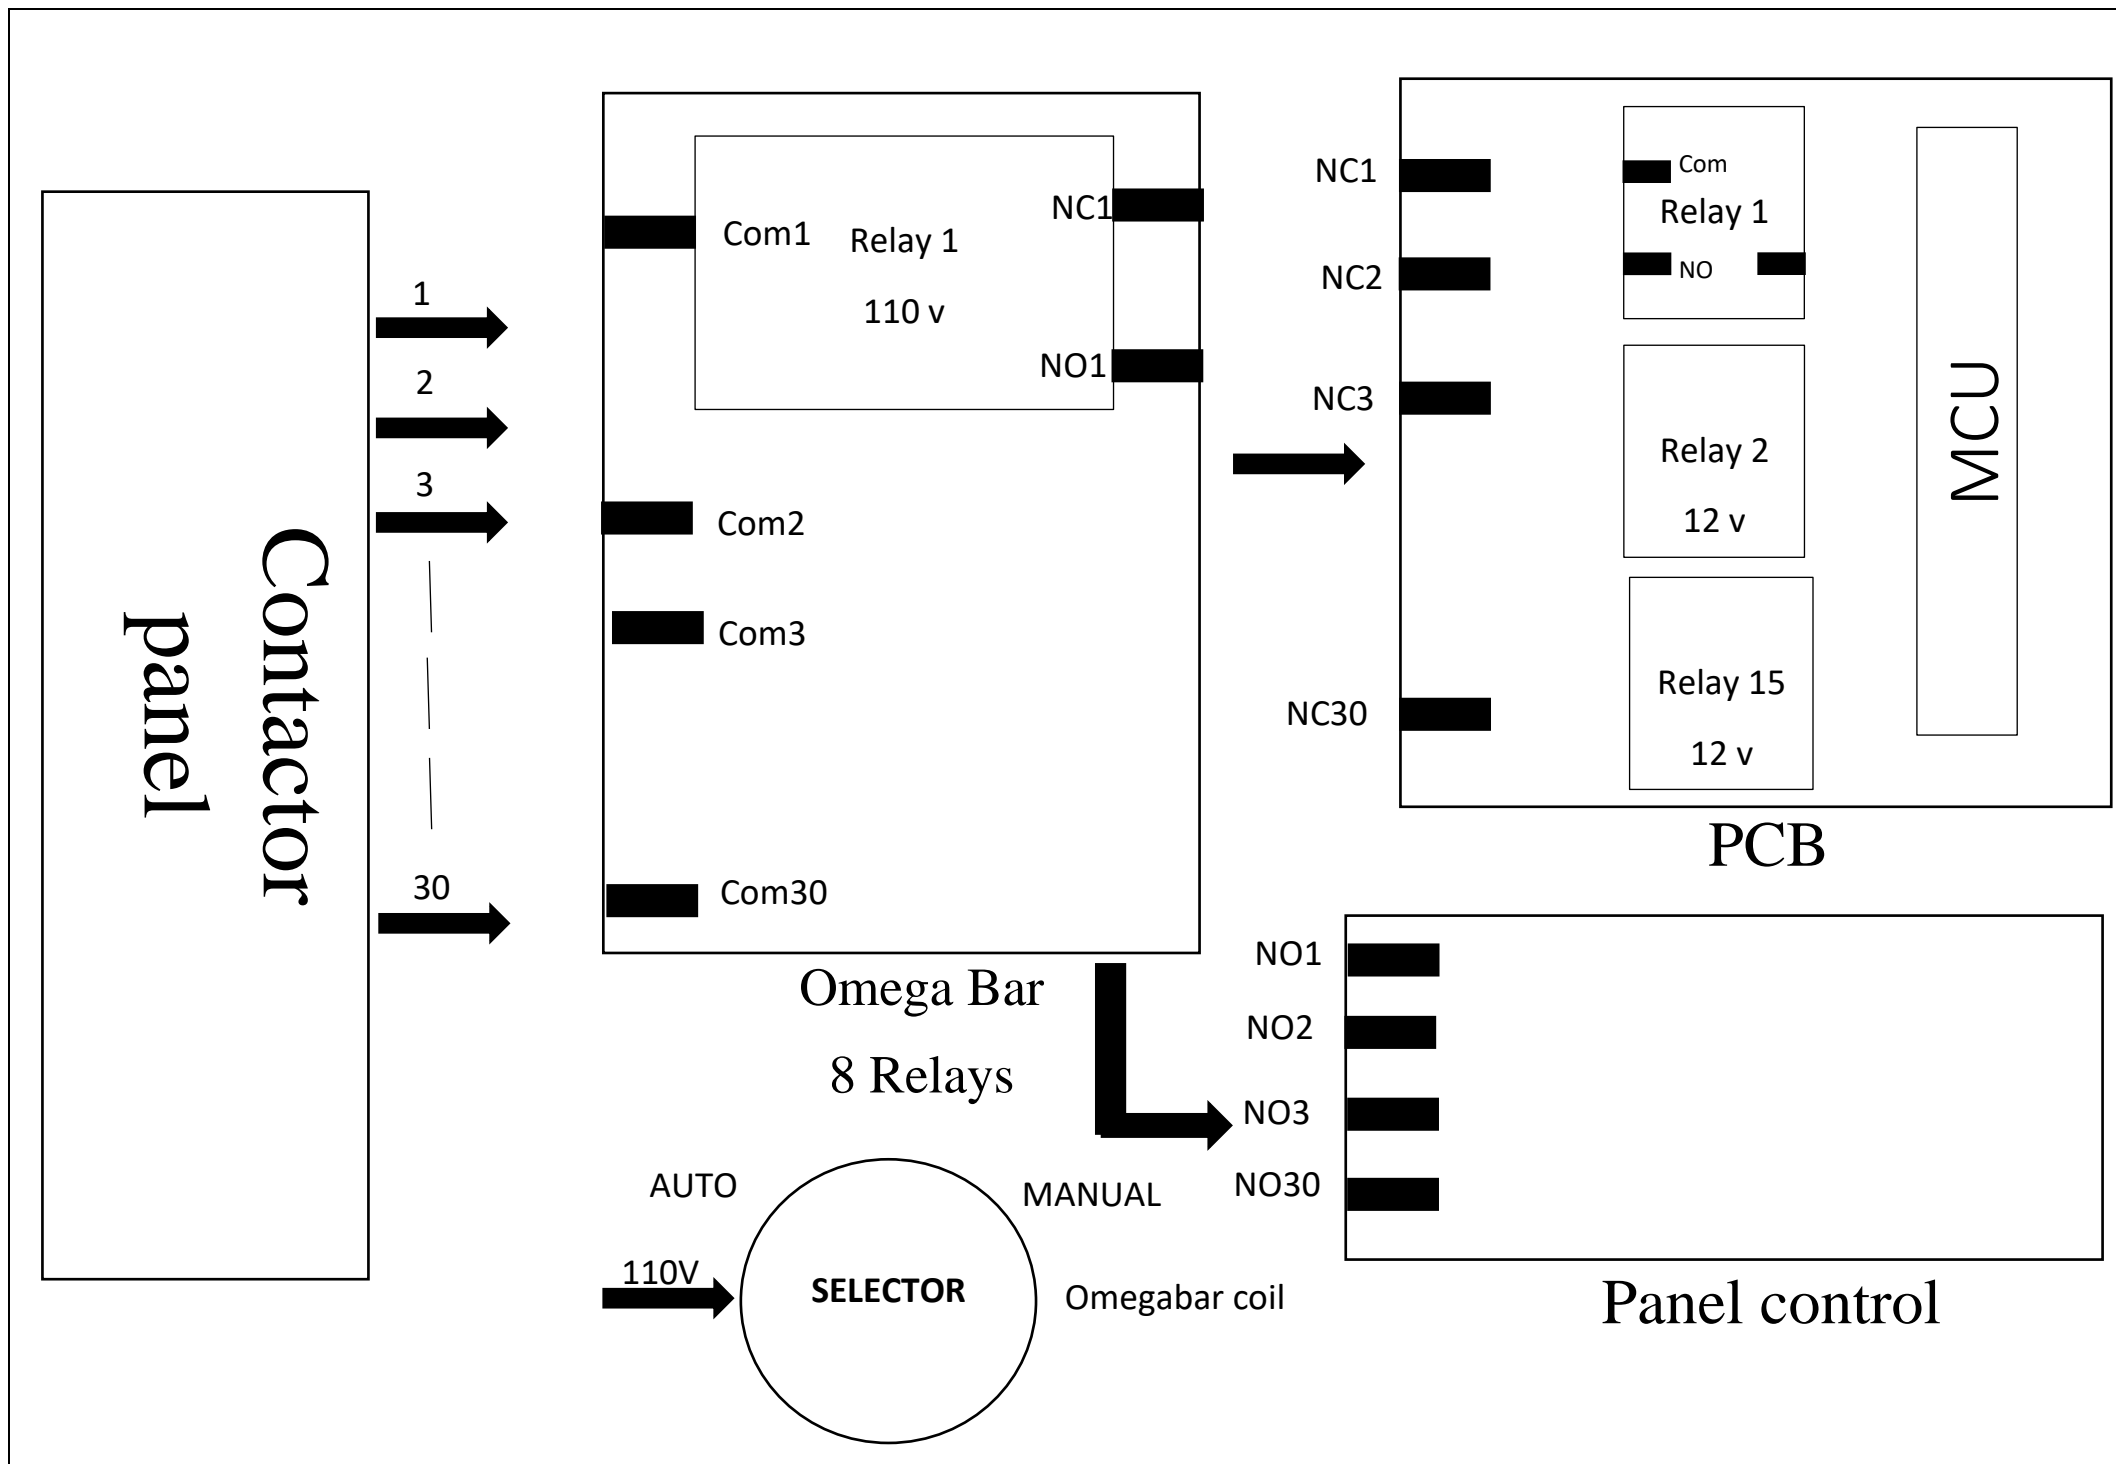 Contactor
panel
1
2
3
30
Com1
Relay 1
110 v
NC1
NO1
Com2
Com3
Com30
Omega Bar
8 Relays
NC1
NC2
NC3
NC30
Com
Relay 1
NO
Relay 2
12 v
Relay 15
12 v
MCU
PCB
NO1
NO2
NO3
NO30
Panel control
AUTO
MANUAL
110V
SELECTOR
Omegabar coil